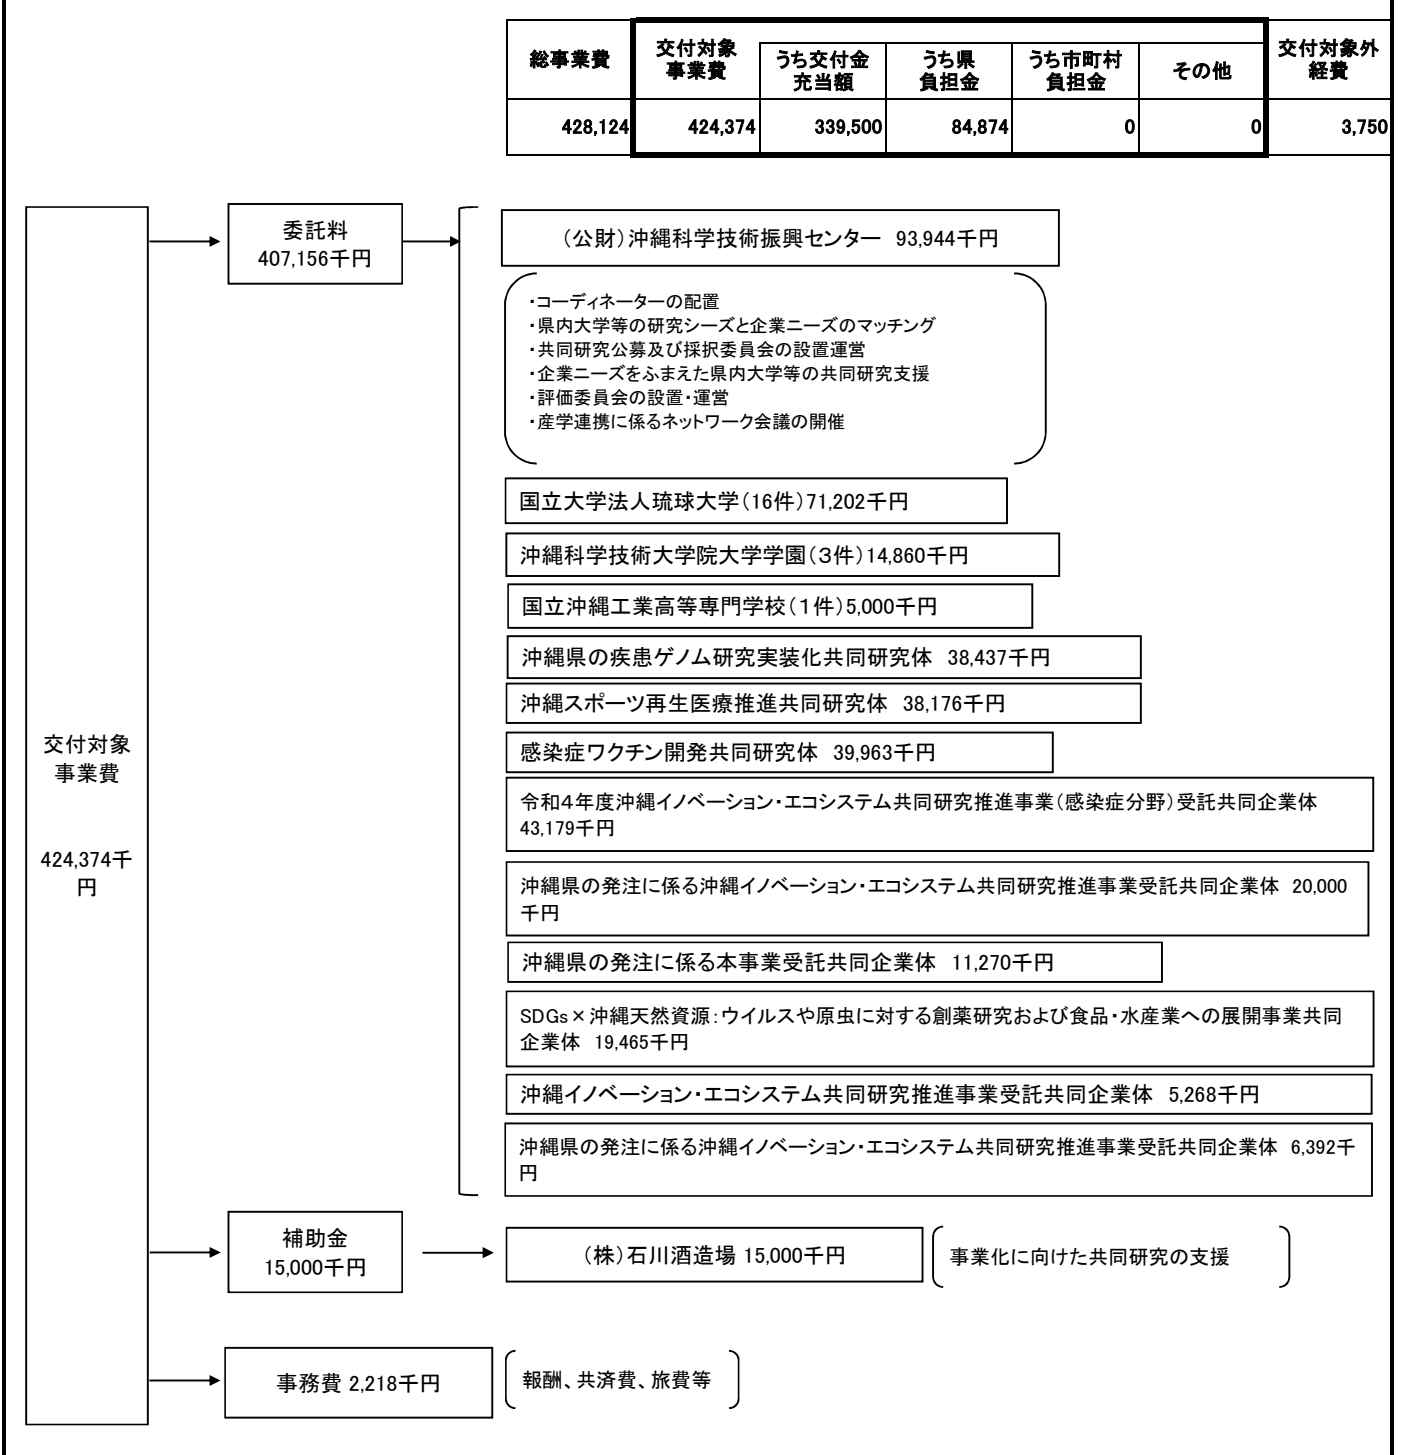 総事業費
交付対象
事業費
うち交付金
充当額
うち県
負担金
うち市町村
負担金
その他
交付対象外
経費
428,124
424,374
339,500
84,874
0
0
3,750
交付対象
事業費
424,374千
円
委託料
407,156千円
(公財)沖縄科学技術振興センター 93,944千円
・コーディネーターの配置
・県内大学等の研究シーズと企業ニーズのマッチング
・共同研究公募及び採択委員会の設置運営
・企業ニーズをふまえた県内大学等の共同研究支援
・評価委員会の設置・運営
・産学連携に係るネットワーク会議の開催
国立大学法人琉球大学(16件)71,202千円
沖縄科学技術大学院大学学園(3件)14,860千円
国立沖縄工業高等専門学校(1件)5,000千円
沖縄県の疾患ゲノム研究実装化共同研究体 38,437千円
沖縄スポーツ再生医療推進共同研究体 38,176千円
感染症ワクチン開発共同研究体 39,963千円
令和4年度沖縄イノベーション・エコシステム共同研究推進事業(感染症分野)受託共同企業体
43,179千円
沖縄県の発注に係る沖縄イノベーション・エコシステム共同研究推進事業受託共同企業体 20,000
千円
沖縄県の発注に係る本事業受託共同企業体 11,270千円
SDGs×沖縄天然資源:ウイルスや原虫に対する創薬研究および食品・水産業への展開事業共同
企業体 19,465千円
沖縄イノベーション・エコシステム共同研究推進事業受託共同企業体 5,268千円
沖縄県の発注に係る沖縄イノベーション・エコシステム共同研究推進事業受託共同企業体 6,392千
円
補助金
15,000千円
(株)石川酒造場 15,000千円
事業化に向けた共同研究の支援
事務費 2,218千円
報酬、共済費、旅費等